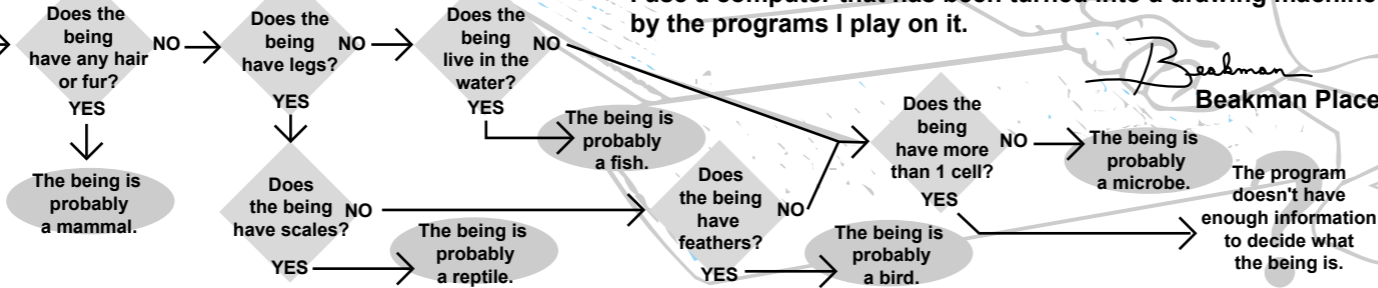 I use a computer that has been turned into a drawing machine
by the programs I play on it.
Beakman
Beakman Place
Does the
being
have any hair
or fur?
NO
YES
The being is
probably
a mammal.
Does the
being
have legs?
NO
YES
Does
the being
have scales?
NO
YES
The being is
probably
a reptile.
Does the
being
live in the
water?
NO
YES
The being is
probably
a fish.
Does
the being
have
feathers?
NO
YES
The being is
probably
a bird.
Does the
being
have more
than 1 cell?
NO
YES
The being is
probably
a microbe.
The program
doesn't have
enough information
to decide what
the being is.